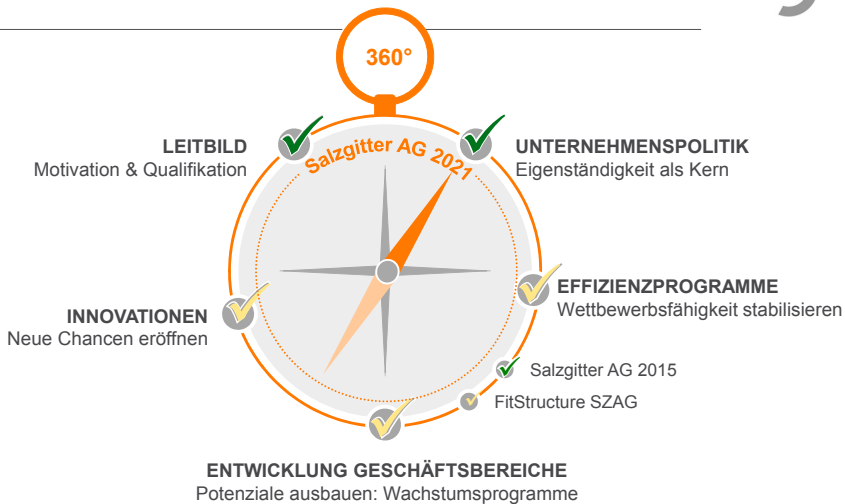 360°
Salzgitter AG 2021
LEITBILD
Motivation & Qualifikation
UNTERNEHMENSPOLITIK
Eigenständigkeit als Kern
EFFIZIENZPROGRAMME
Wettbewerbsfähigkeit stabilisieren
INNOVATIONEN
Neue Chancen eröffnen
Salzgitter AG 2015
FitStructure SZAG
ENTWICKLUNG GESCHÄFTSBEREICHE
Potenziale ausbauen: Wachstumsprogramme